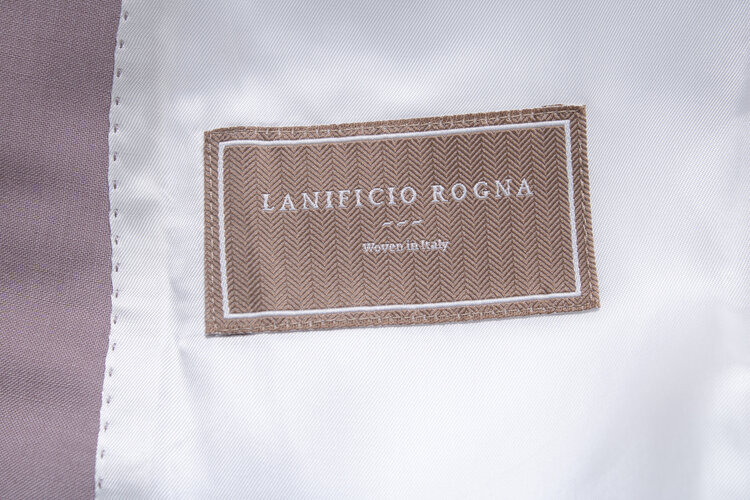 LANIFICIO ROGNA
~~~
Woven in Italy